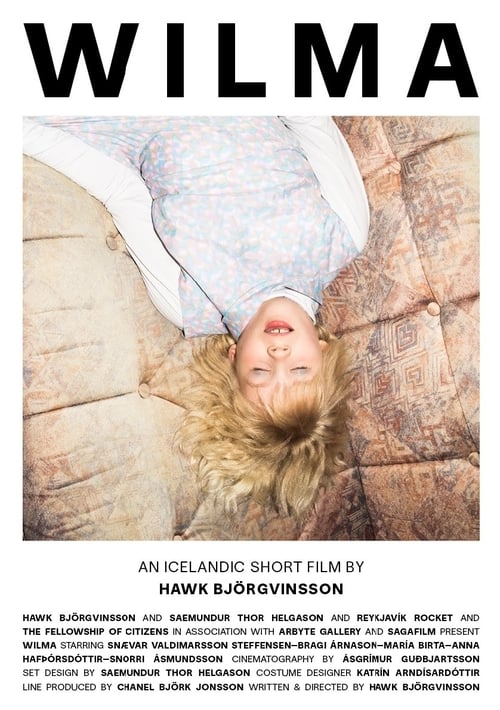 WILMA
AN ICELANDIC SHORT FILM BY
HAWK BJÖRGVINSSON
HAWK BJÖRGVINSSON AND SAEMUNDUR THOR HELGASON AND REYKJAVÍK ROCKET AND
THE FELLOWSHIP OF CITIZENS IN ASSOCIATION WITH ARBYTE GALLERY AND SAGAFILM PRESENT
WILMA STARRING SNÆVAR VALDIMARSSON STEFFENSEN—BRAGI ÁRNASON—MARÍA BIRTA—ANNA
HAFÞÓRSDÓTTIR—SNORRI ÁSMUNDSSON CINEMATOGRAPHY BY ÁSGRÍMUR GUÐBJARTSSON
SET DESIGN BY SAEMUNDUR THOR HELGASON COSTUME DESIGNER KATRÍN ARNDÍSARDÓTTIR
LINE PRODUCED BY CHANEL BJÖRK JONSSON WRITTEN & DIRECTED BY HAWK BJÖRGVINSSON